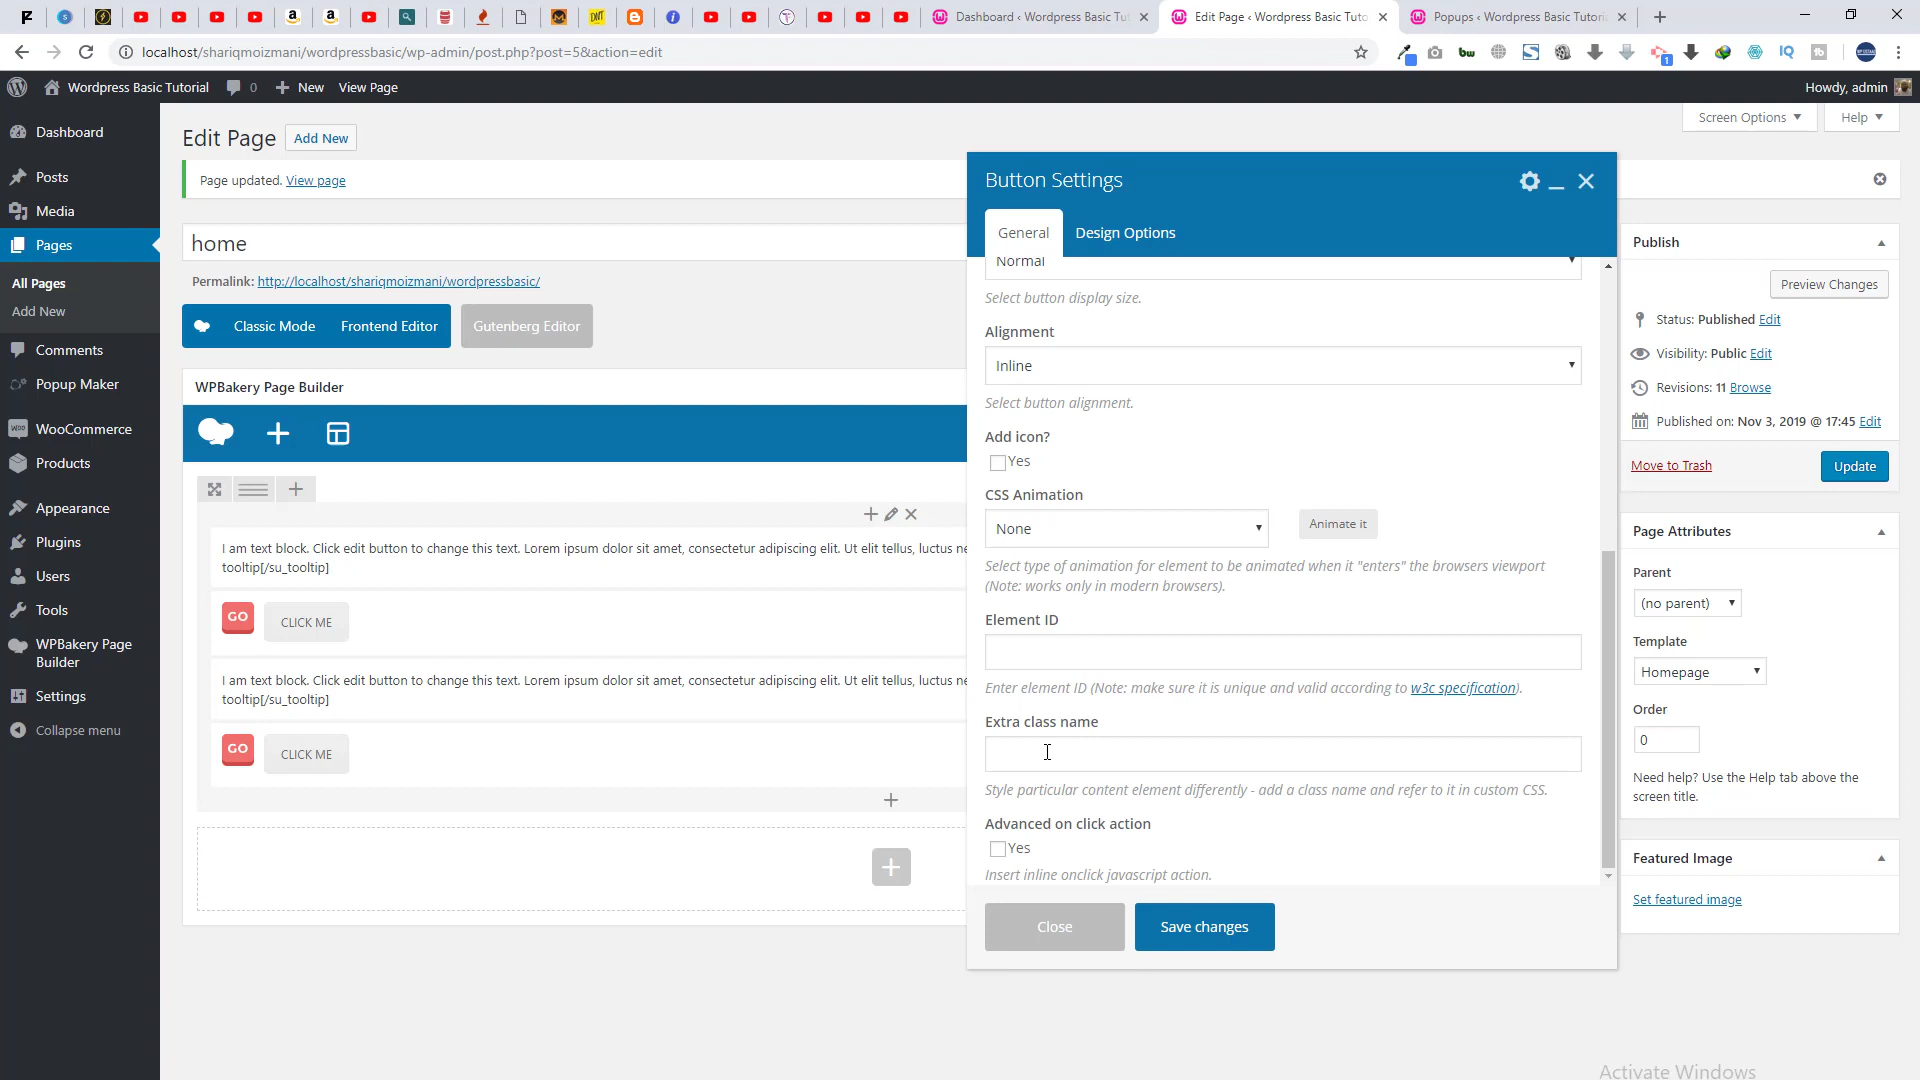 Dashboard ‹ Wordpress Basic Tut
Edit Page ‹ Wordpress Basic Tuto
Popups ‹ Wordpress Basic Tutori
localhost/shariqmoizmani/wordpressbasic/wp-admin/post.php?post=5&action=edit
Wordpress Basic Tutorial
0
New
View Page
Howdy, admin
Screen Options
Help
Dashboard
Posts
Media
Pages
All Pages
Add New
Comments
Popup Maker
WooCommerce
Products
Appearance
Plugins
Users
Tools
WPBakery Page
Builder
Settings
Collapse menu
Edit Page
Add New
Page updated. View page
home
Permalink: http://localhost/shariqmoizmani/wordpressbasic/
Classic Mode
Frontend Editor
Gutenberg Editor
WPBakery Page Builder
I am text block. Click edit button to change this text. Lorem ipsum dolor sit amet, consectetur adipiscing elit. Ut elit tellus, luctus ne
tooltip[/su_tooltip]
GO
CLICK ME
I am text block. Click edit button to change this text. Lorem ipsum dolor sit amet, consectetur adipiscing elit. Ut elit tellus, luctus ne
tooltip[/su_tooltip]
GO
CLICK ME
Button Settings
General
Design Options
Normal
Select button display size.
Alignment
Inline
Select button alignment.
Add icon?
Yes
CSS Animation
None
Animate it
Select type of animation for element to be animated when it "enters" the browsers viewport
(Note: works only in modern browsers).
Element ID
Enter element ID (Note: make sure it is unique and valid according to w3c specification).
Extra class name
Style particular content element differently - add a class name and refer to it in custom CSS.
Advanced on click action
Yes
Insert inline onclick javascript action.
Close
Save changes
Publish
Preview Changes
Status: Published Edit
Visibility: Public Edit
Revisions: 11 Browse
Published on: Nov 3, 2019 @ 17:45 Edit
Move to Trash
Update
Page Attributes
Parent
(no parent)
Template
Homepage
Order
0
Need help? Use the Help tab above the
screen title.
Featured Image
Set featured image
Activate Windows